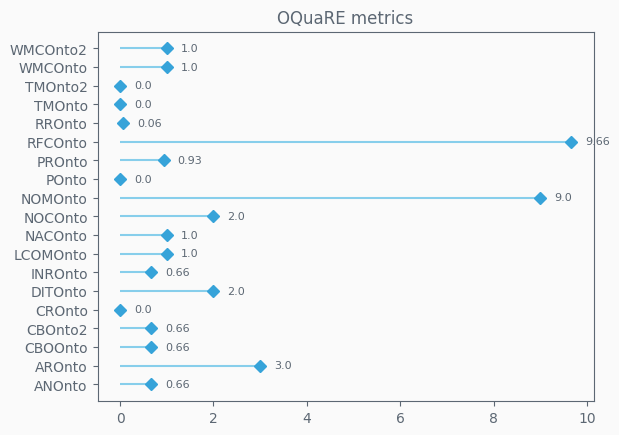 OQuaRE metrics
WMCOnto2 1.0
WMCOnto 1.0
TMOnto2 0.0
TMOnto 0.0
RROnto 0.06
RFCOnto 9.66
PROnto 0.93
POnto 0.0
NOMOnto 9.0
NOCOnto 2.0
NACOnto 1.0
LCOMOnto 1.0
INROnto 0.66
DITOnto 2.0
CROnto 0.0
CBOnto2 0.66
CBOOnto 0.66
AROnto 3.0
ANOnto 0.66
0 2 4 6 8 10